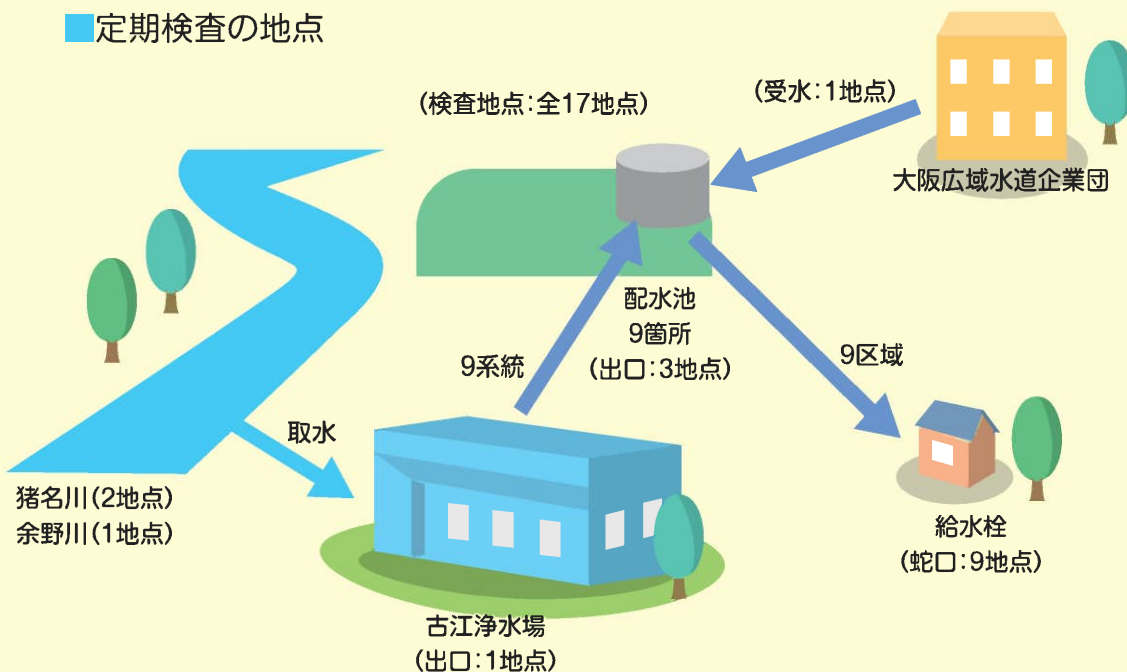 定期検査の地点
(検査地点:全17地点)
(受水:1地点)
大阪広域水道企業団
配水池
9箇所
(出口:3地点)
9系統
9区域
取水
猪名川(2地点)
余野川(1地点)
給水栓
(蛇口:9地点)
古江浄水場
(出口:1地点)